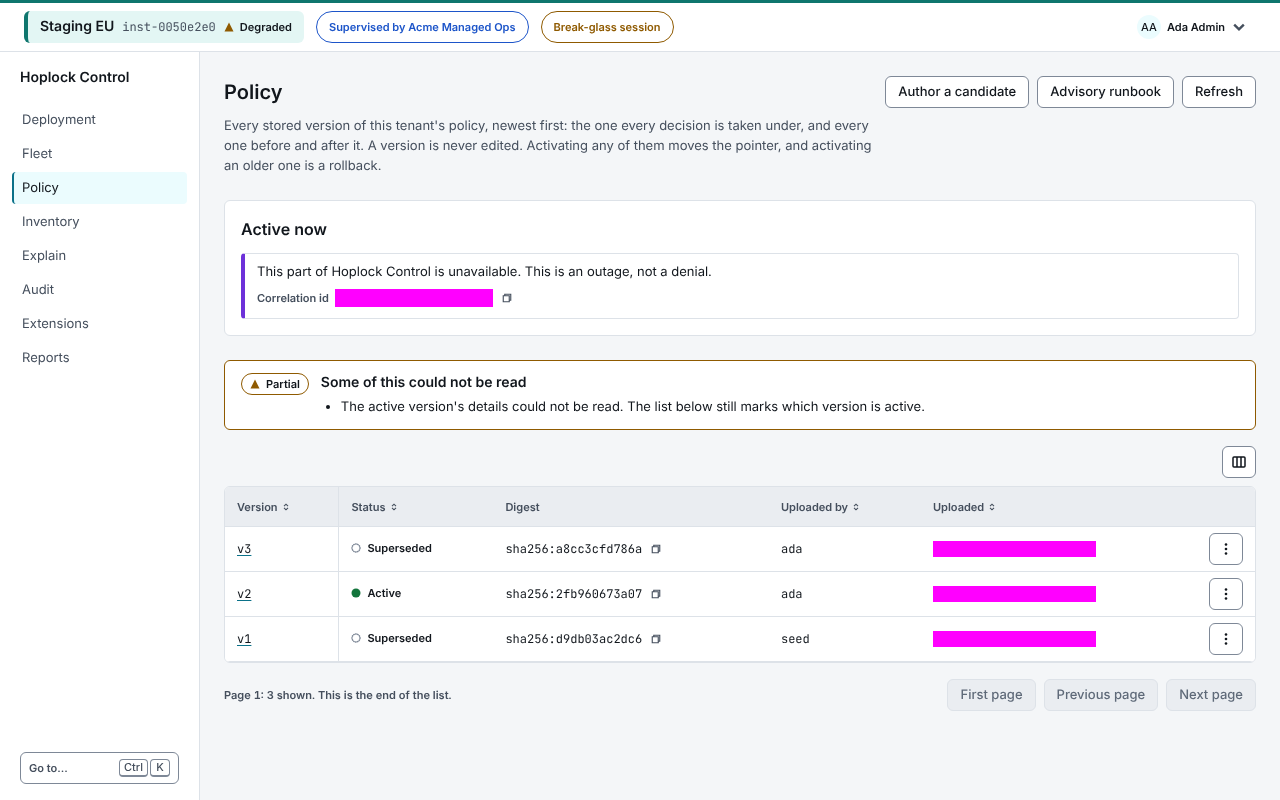 Staging EU inst-0050e2e0 Degraded
Supervised by Acme Managed Ops
Break-glass session
AA Ada Admin
Hoplock Control
Deployment
Fleet
Policy
Inventory
Explain
Audit
Extensions
Reports
Go to... Ctrl K
Policy
Author a candidate
Advisory runbook
Refresh
Every stored version of this tenant's policy, newest first: the one every decision is taken under, and every
one before and after it. A version is never edited. Activating any of them moves the pointer, and activating
an older one is a rollback.
Active now
This part of Hoplock Control is unavailable. This is an outage, not a denial.
Correlation id
Partial
Some of this could not be read
• The active version's details could not be read. The list below still marks which version is active.
Version Status Digest Uploaded by Uploaded
v3 Superseded sha256:a8cc3cfd786a ada
v2 Active sha256:2fb960673a07 ada
v1 Superseded sha256:d9db03ac2dc6 seed
Page 1: 3 shown. This is the end of the list.
First page
Previous page
Next page